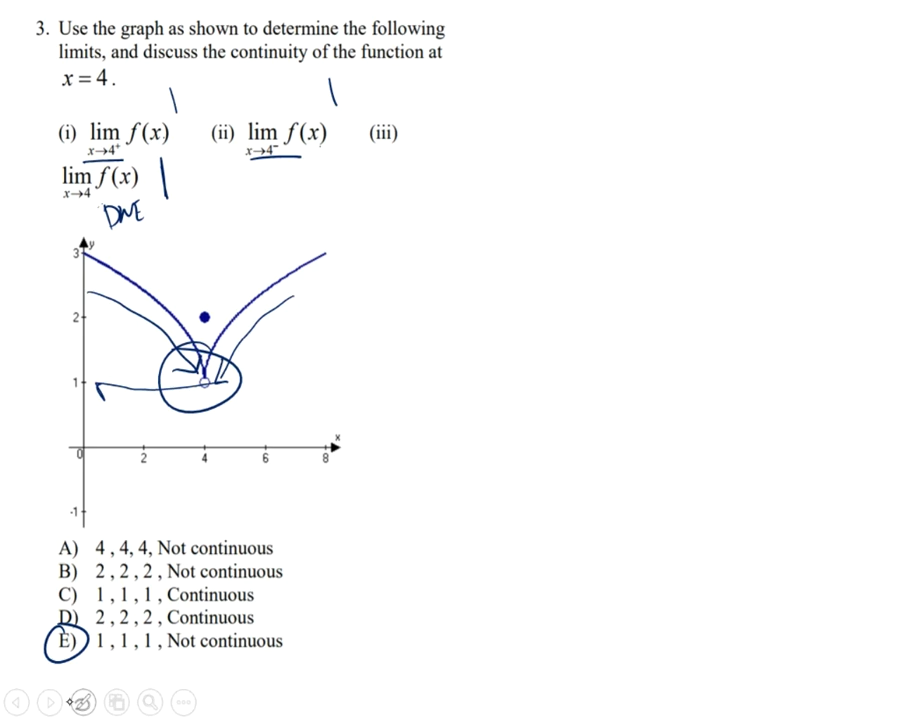 3. Use the graph as shown to determine the following
limits, and discuss the continuity of the function at
x = 4.
1 1
(i) lim f(x) (ii) lim f(x) (iii)
x→4⁺ x→4⁻
lim f(x) 1
x→4
DNE
y
3
2
1
x
0 2 4 6 8
-1
A) 4, 4, 4, Not continuous
B) 2, 2, 2, Not continuous
C) 1, 1, 1, Continuous
D) 2, 2, 2, Continuous
E) 1, 1, 1, Not continuous